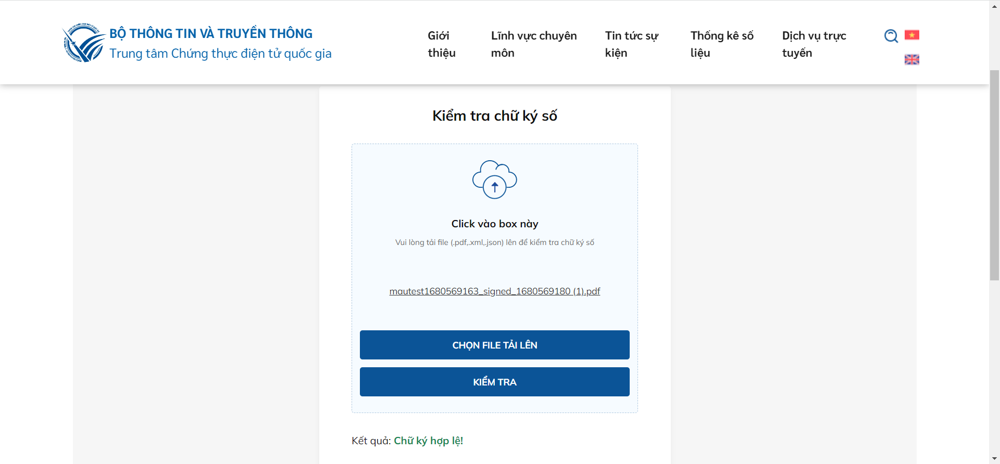 BỘ THÔNG TIN VÀ TRUYỀN THÔNG
Trung tâm Chứng thực điện tử quốc gia
Giới
thiệu
Lĩnh vực chuyên
môn
Tin tức sự
kiện
Thống kê số
liệu
Dịch vụ trực
tuyến
Kiểm tra chữ ký số
Click vào box này
Vui lòng tải file (.pdf,.xml,.json) lên để kiểm tra chữ ký số
mautest1680569163_signed_1680569180 (1).pdf
CHỌN FILE TẢI LÊN
KIỂM TRA
Kết quả: Chữ ký hợp lệ!